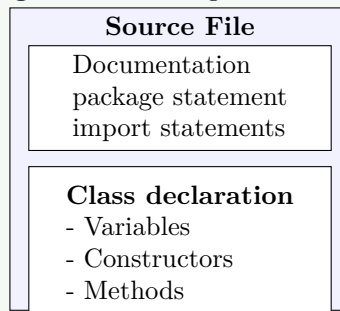 Source File
Documentation
package statement
import statements
Class declaration
- Variables
- Constructors
- Methods